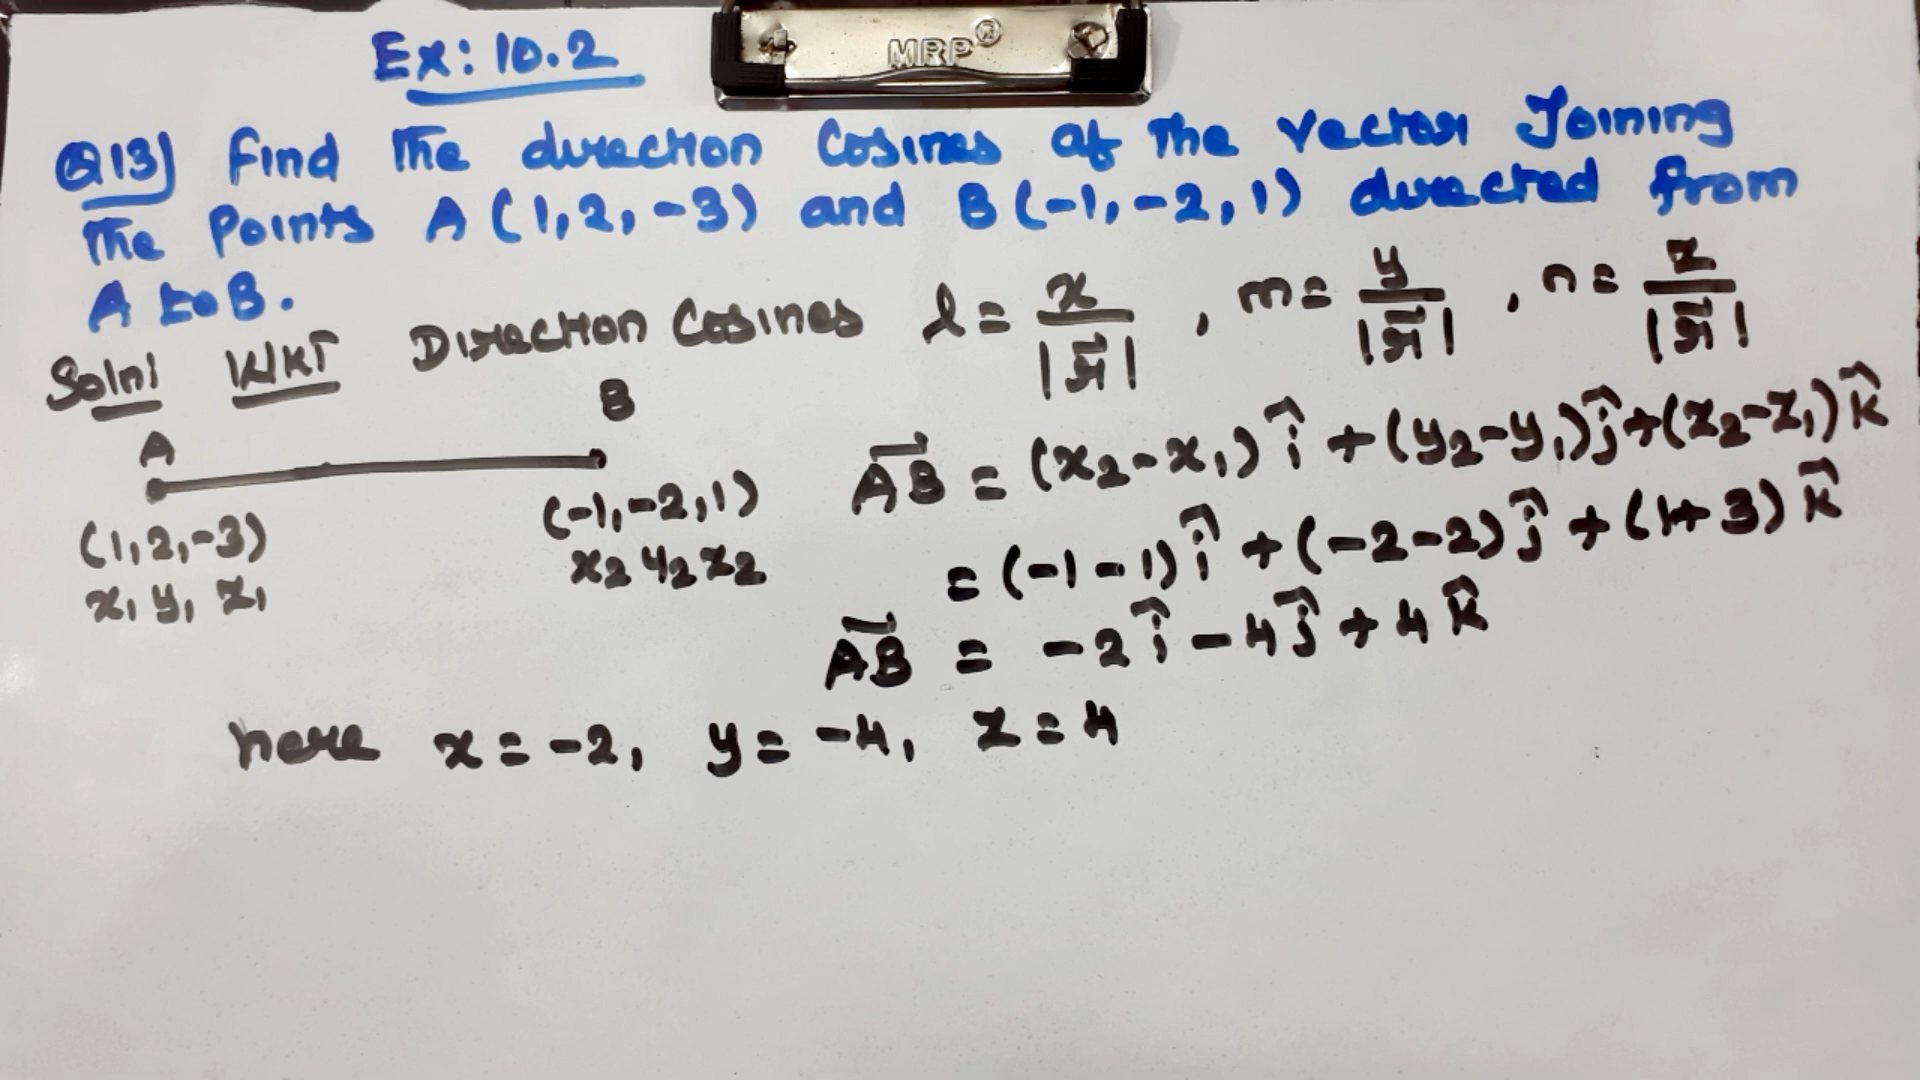 MRP®
Ex: 10.2
Q13) Find The direction Cosines of The Vector Joining
The Points A (1, 2, -3) and B (-1, -2, 1) directed from
A to B.
Soln: WKT Direction Cosines l = x/|r⃗| , m = y/|r⃗| , n = z/|r⃗|
A B
(1,2,-3) (-1,-2,1)
x₁ y₁ z₁ x₂ y₂ z₂
A͞B = (x₂-x₁) î + (y₂-y₁) ĵ + (z₂-z₁) k̂
= (-1-1) î + (-2-2) ĵ + (1+3) k̂
A͞B = -2 î - 4 ĵ + 4 k̂
here x = -2, y = -4, z = 4